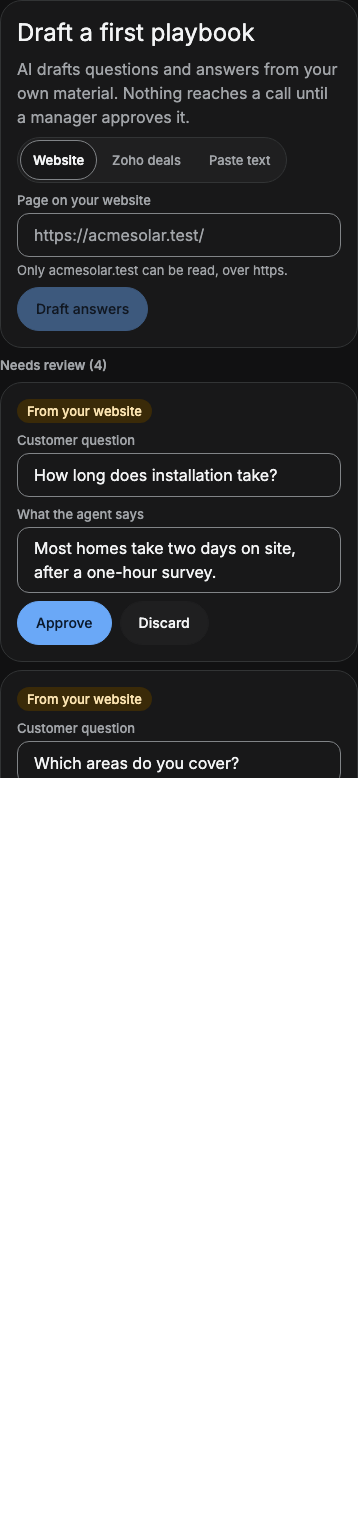 Draft a first playbook
AI drafts questions and answers from your
own material. Nothing reaches a call until
a manager approves it.
Website Zoho deals Paste text
Page on your website
https://acmesolar.test/
Only acmesolar.test can be read, over https.
Draft answers
Needs review (4)
From your website
Customer question
How long does installation take?
What the agent says
Most homes take two days on site,
after a one-hour survey.
Approve Discard
From your website
Customer question
Which areas do you cover?